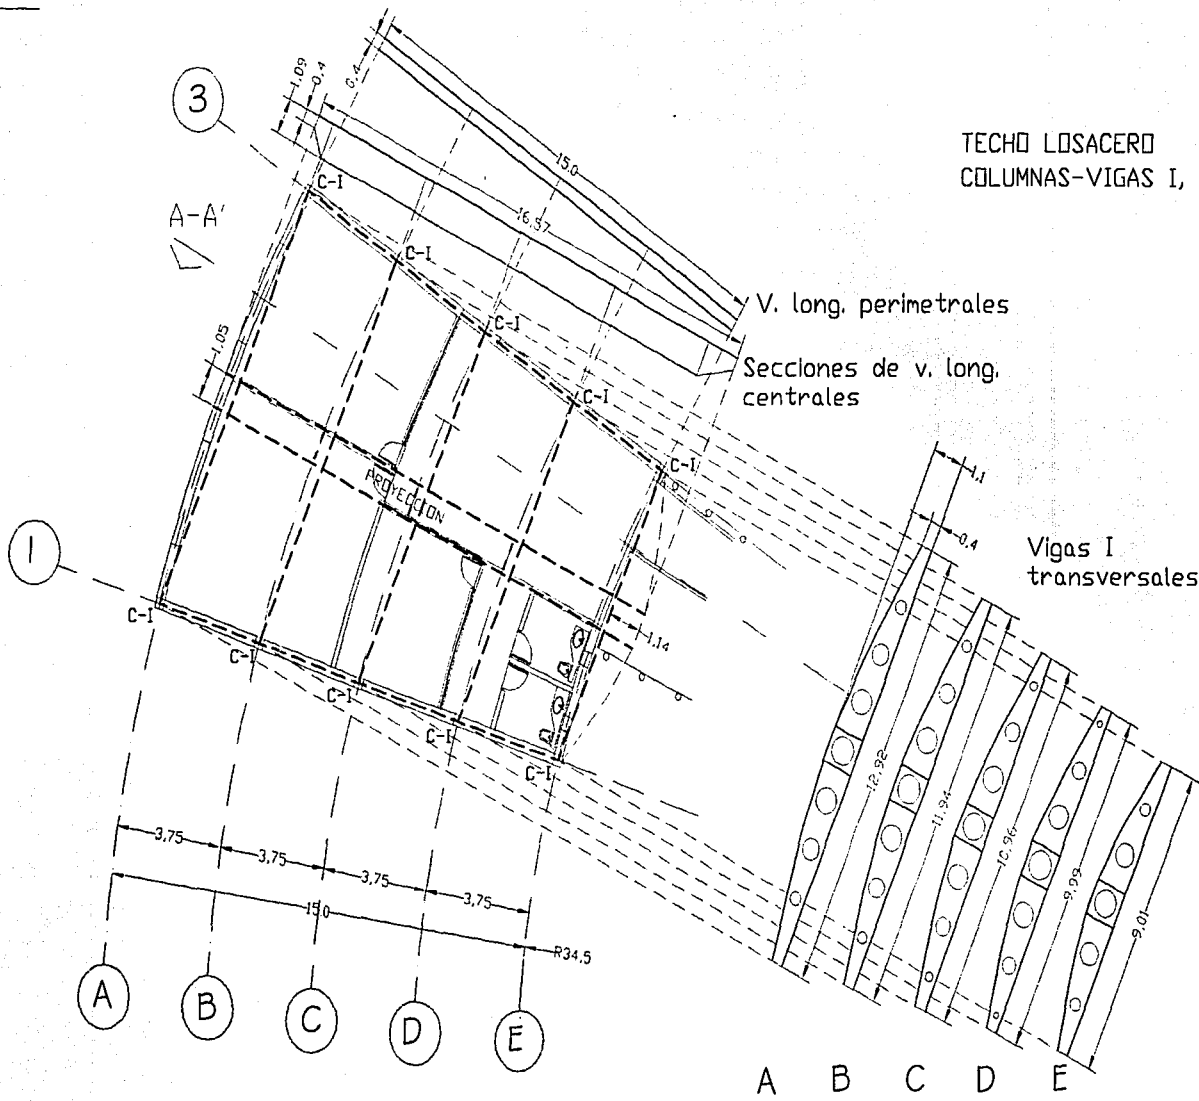 TECHO LOSACERO
COLUMNAS-VIGAS I,
1.09
0.4
0.4
15.0
16.57
3
A-A'
C-I
C-I
C-I
C-I
C-I
V. long. perimetrales
Secciones de v. long.
centrales
1.05
PROYECCION
1.1
0.4
Vigas I
transversales
1
1.14
C-I
C-I
C-I
C-I
C-I
12.92
11.94
10.96
9.99
9.01
3.75
3.75
3.75
3.75
15.0
R34.5
A
B
C
D
E
A B C D E